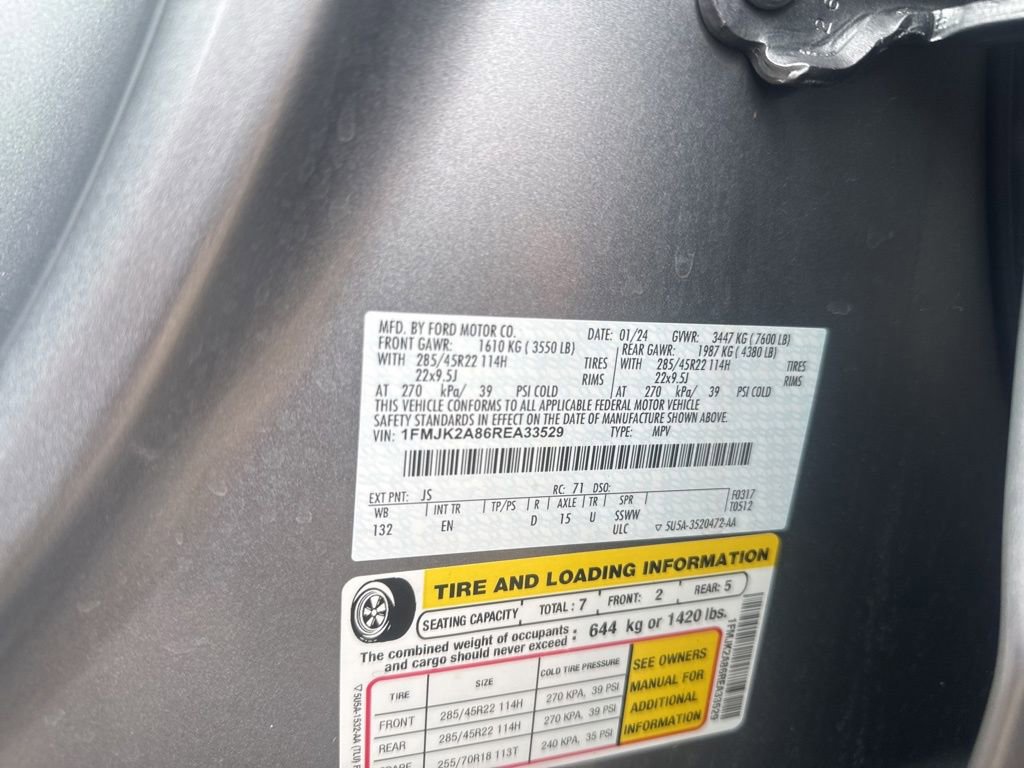 26
MFD. BY FORD MOTOR CO.
DATE: 01/24 GVWR: 3447 KG ( 7600 LB)
FRONT GAWR: 1610 KG ( 3550 LB)
WITH 285/45R22 114H TIRES
22x9.5J RIMS
AT 270 kPa/ 39 PSI COLD
REAR GAWR: 1987 KG ( 4380 LB)
WITH 285/45R22 114H TIRES
22x9.5J RIMS
AT 270 kPa/ 39 PSI COLD
THIS VEHICLE CONFORMS TO ALL APPLICABLE FEDERAL MOTOR VEHICLE
SAFETY STANDARDS IN EFFECT ON THE DATE OF MANUFACTURE SHOWN ABOVE.
VIN: 1FMJK2A86REA33529 TYPE: MPV
EXT PNT: JS RC: 71 DSO:
WB INT TR TP/PS R AXLE TR SPR
132 EN D 15 U SSWW
ULC
F0317
T0512
5U5A-3520472-AA
TIRE AND LOADING INFORMATION
SEATING CAPACITY TOTAL: 7 FRONT: 2 REAR: 5
The combined weight of occupants
and cargo should never exceed : 644 kg or 1420 lbs.
TIRE SIZE COLD TIRE PRESSURE
FRONT 285/45R22 114H 270 KPA, 39 PSI
REAR 285/45R22 114H 270 KPA, 39 PSI
SPARE 255/70R18 113T 240 KPA, 35 PSI
SEE OWNERS
MANUAL FOR
ADDITIONAL
INFORMATION
1FMJK2A86REA33529
5U5A-1532-AA (7LU)